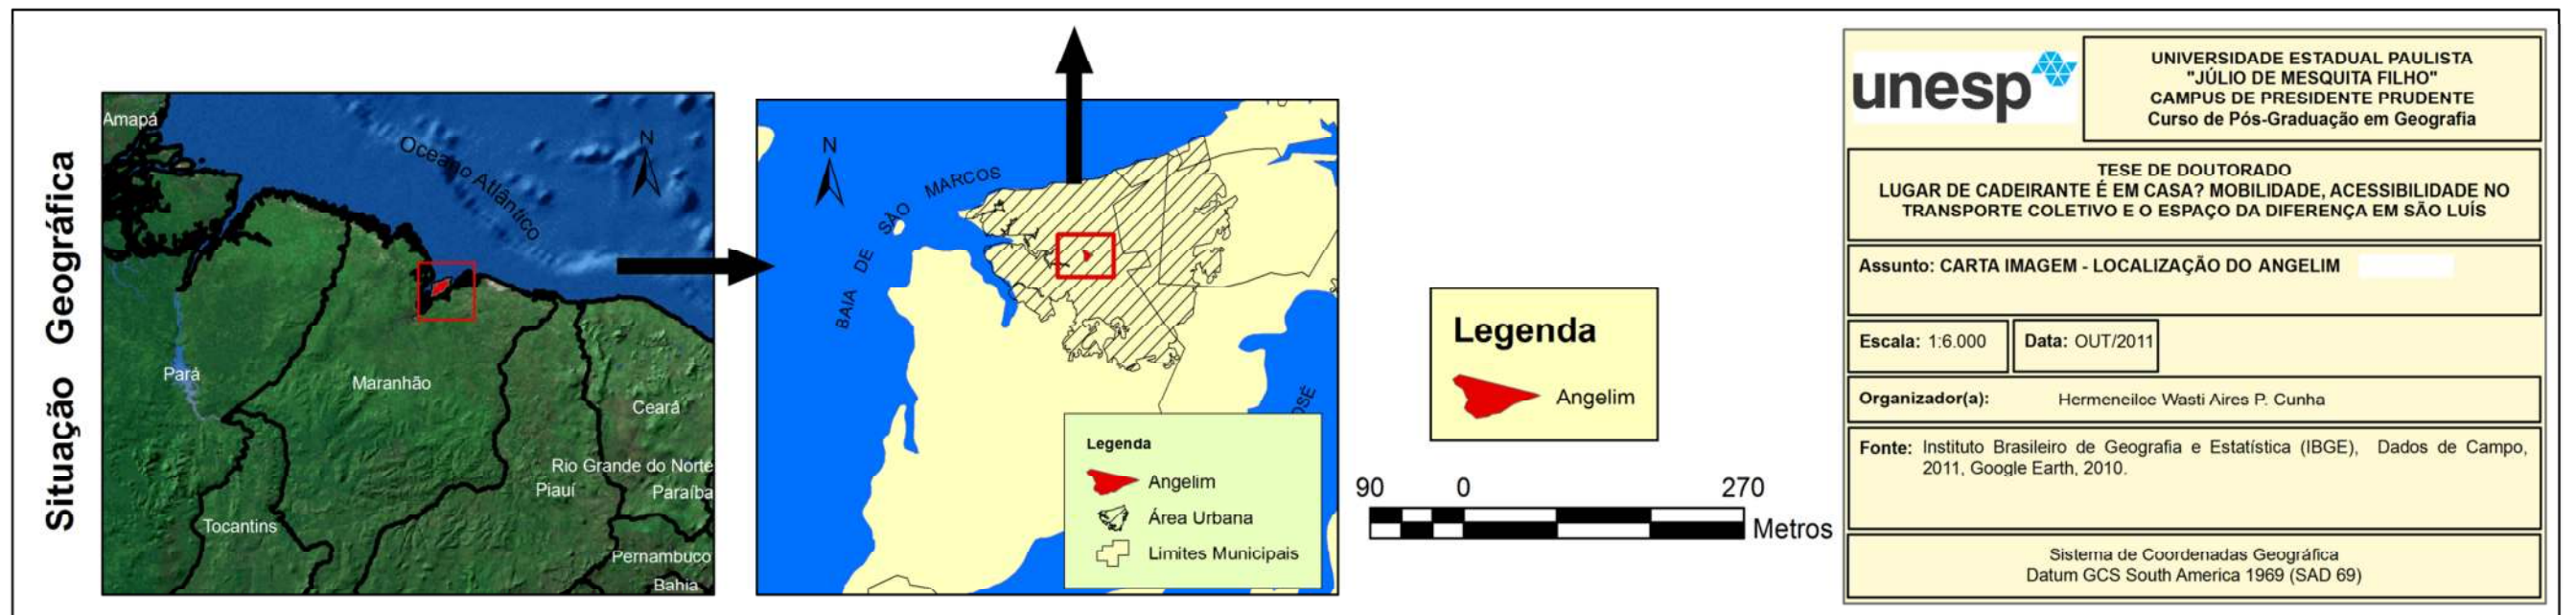 Situação Geográfica
Amapá
Oceano Atlântico
N
Pará
Maranhão
Ceará
Rio Grande do Norte
Piauí
Paraíba
Tocantins
Pernambuco
Bahia
N
BAIA DE SÃO MARCOS
OSÉ
Legenda
Angelim
Área Urbana
Limites Municipais
Legenda
Angelim
90 0 270
Metros
unesp
UNIVERSIDADE ESTADUAL PAULISTA
"JÚLIO DE MESQUITA FILHO"
CAMPUS DE PRESIDENTE PRUDENTE
Curso de Pós-Graduação em Geografia
TESE DE DOUTORADO
LUGAR DE CADEIRANTE É EM CASA? MOBILIDADE, ACESSIBILIDADE NO
TRANSPORTE COLETIVO E O ESPAÇO DA DIFERENÇA EM SÃO LUÍS
Assunto: CARTA IMAGEM - LOCALIZAÇÃO DO ANGELIM
Escala: 1:6.000 Data: OUT/2011
Organizador(a): Hermeneilce Wasti Aires P. Cunha
Fonte: Instituto Brasileiro de Geografia e Estatística (IBGE), Dados de Campo,
2011, Google Earth, 2010.
Sistema de Coordenadas Geográfica
Datum GCS South America 1969 (SAD 69)